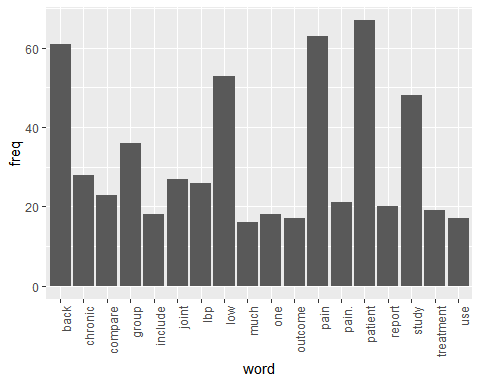 freq
60
40
20
0
back
chronic
compare
group
include
joint
lbp
low
much
one
outcome
pain
pain.
patient
report
study
treatment
use
word